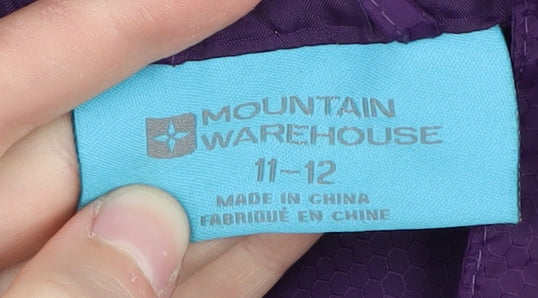 MOUNTAIN
WAREHOUSE
11-12
MADE IN CHINA
FABRIQUÉ EN CHINE